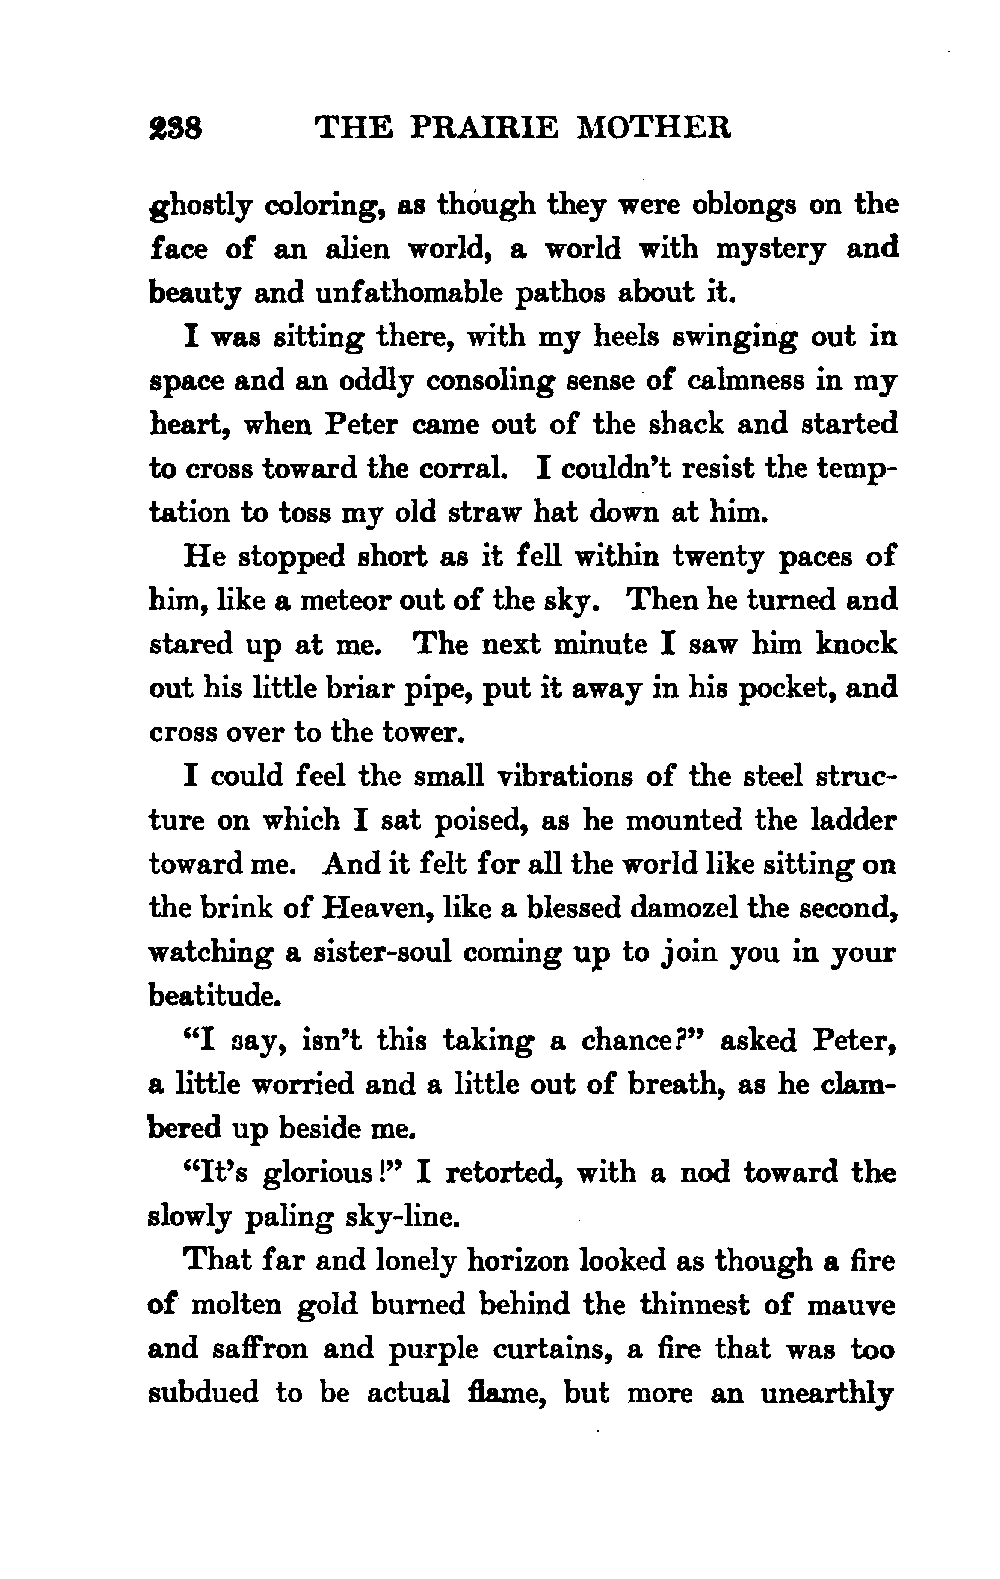 238 THE PRAIRIE MOTHER
ghostly coloring, as though they were oblongs on the
face of an alien world, a world with mystery and
beauty and unfathomable pathos about it.
I was sitting there, with my heels swinging out in
space and an oddly consoling sense of calmness in my
heart, when Peter came out of the shack and started
to cross toward the corral. I couldn't resist the temp-
tation to toss my old straw hat down at him.
He stopped short as it fell within twenty paces of
him, like a meteor out of the sky. Then he turned and
stared up at me. The next minute I saw him knock
out his little briar pipe, put it away in his pocket, and
cross over to the tower.
I could feel the small vibrations of the steel struc-
ture on which I sat poised, as he mounted the ladder
toward me. And it felt for all the world like sitting on
the brink of Heaven, like a blessed damozel the second,
watching a sister-soul coming up to join you in your
beatitude.
"I say, isn't this taking a chance?" asked Peter,
a little worried and a little out of breath, as he clam-
bered up beside me.
"It's glorious!" I retorted, with a nod toward the
slowly paling sky-line.
That far and lonely horizon looked as though a fire
of molten gold burned behind the thinnest of mauve
and saffron and purple curtains, a fire that was too
subdued to be actual flame, but more an unearthly